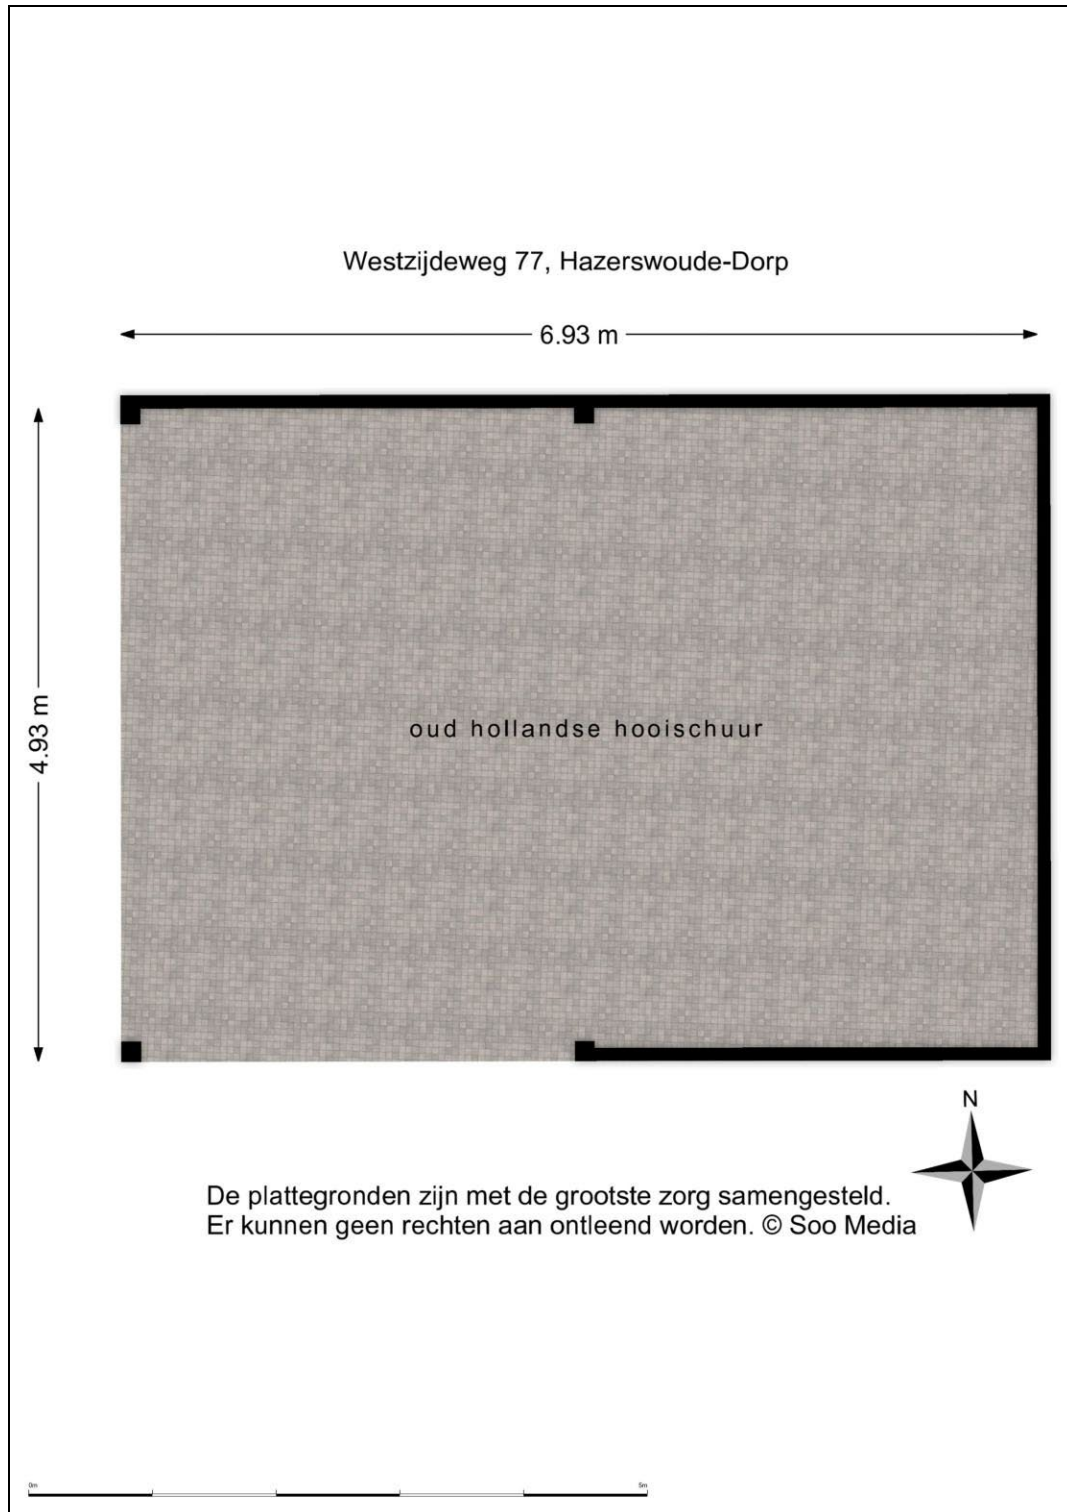 Westzijdeweg 77, Hazerswoude-Dorp
6.93 m
4.93 m
oud hollandse hooischuur
N
De plattegronden zijn met de grootste zorg samengesteld.
Er kunnen geen rechten aan ontleend worden. © Soo Media
0m 5m